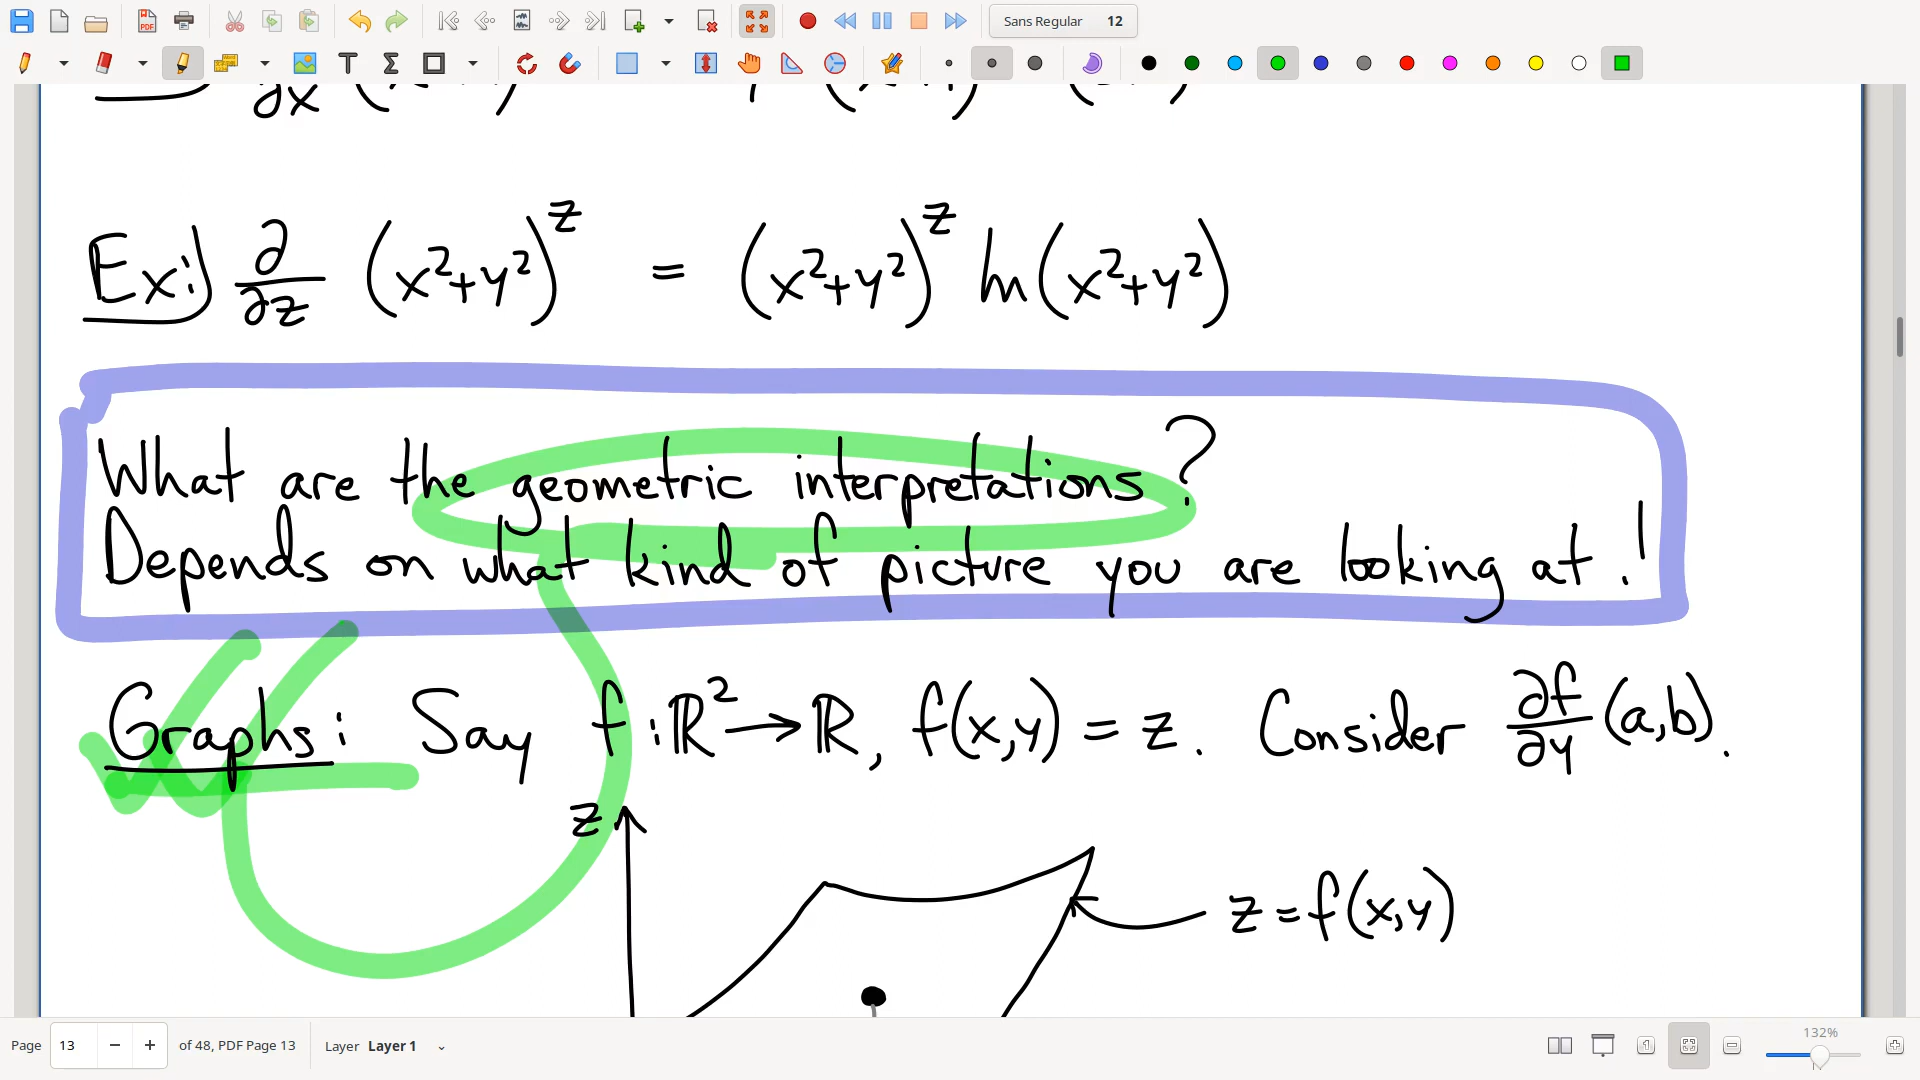 Sans Regular 12
Ex:) ∂/∂z (x²+y²)^z = (x²+y²)^z ln(x²+y²)
What are the geometric interpretations?
Depends on what kind of picture you are looking at!
Graphs: Say f:ℝ²→ℝ, f(x,y) = z. Consider ∂f/∂y (a,b).
z
z=f(x,y)
Page 13 of 48, PDF Page 13 Layer Layer 1 132%